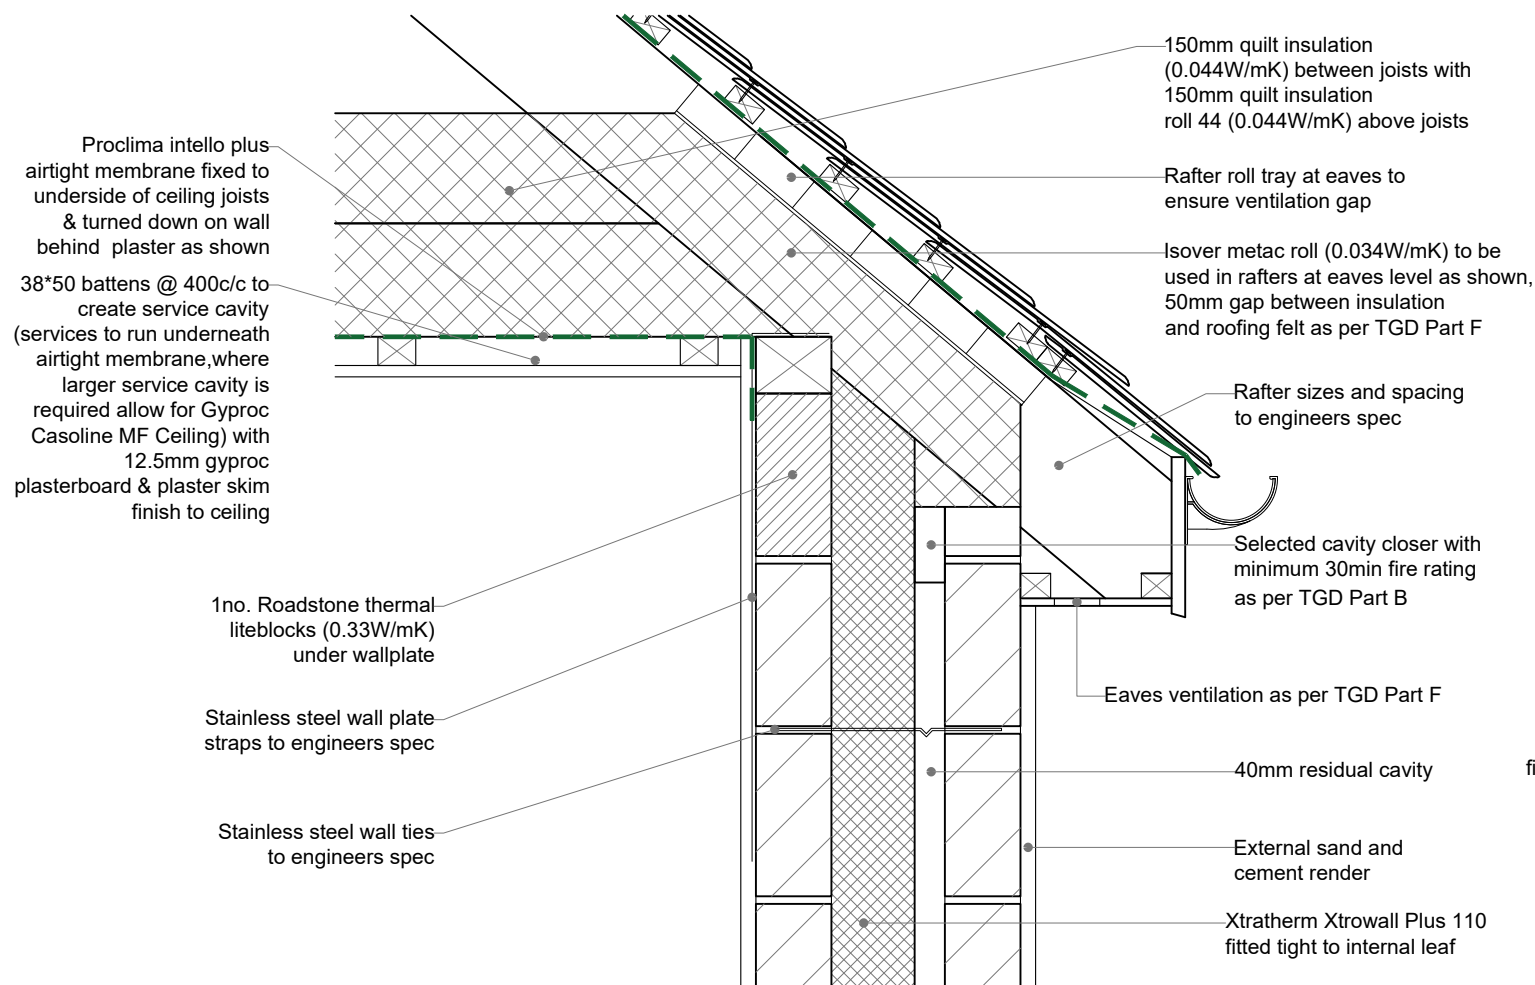 Proclima intello plus
airtight membrane fixed to
underside of ceiling joists
& turned down on wall
behind plaster as shown
38*50 battens @ 400c/c to
create service cavity
(services to run underneath
airtight membrane,where
larger service cavity is
required allow for Gyproc
Casoline MF Ceiling) with
12.5mm gyproc
plasterboard & plaster skim
finish to ceiling
1no. Roadstone thermal
liteblocks (0.33W/mK)
under wallplate
Stainless steel wall plate
straps to engineers spec
Stainless steel wall ties
to engineers spec
150mm quilt insulation
(0.044W/mK) between joists with
150mm quilt insulation
roll 44 (0.044W/mK) above joists
Rafter roll tray at eaves to
ensure ventilation gap
Isover metac roll (0.034W/mK) to be
used in rafters at eaves level as shown,
50mm gap between insulation
and roofing felt as per TGD Part F
Rafter sizes and spacing
to engineers spec
Selected cavity closer with
minimum 30min fire rating
as per TGD Part B
Eaves ventilation as per TGD Part F
40mm residual cavity
External sand and
cement render
Xtratherm Xtrowall Plus 110
fitted tight to internal leaf